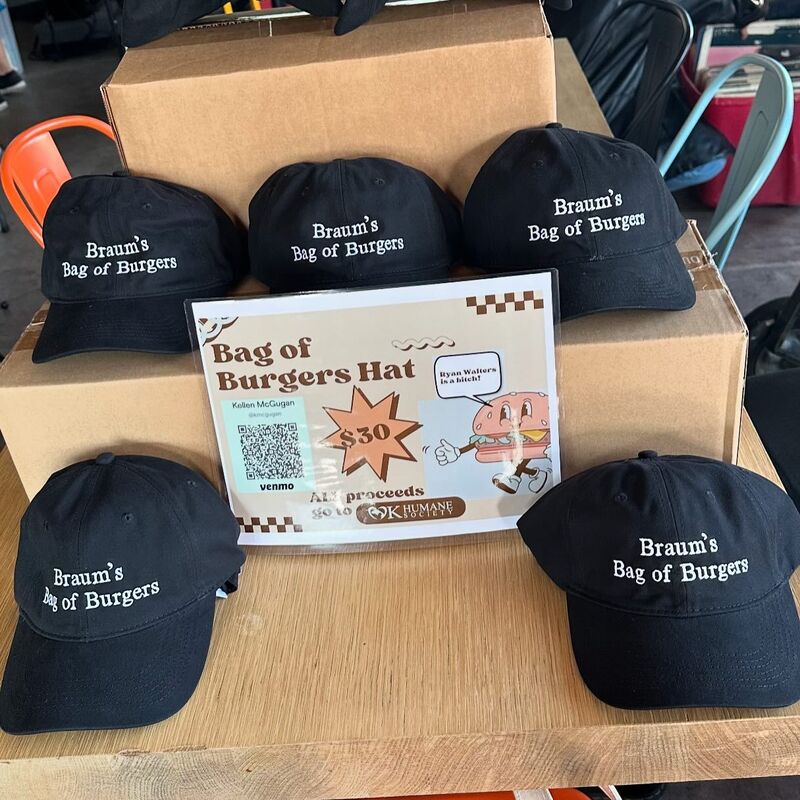 Braum's
Bag of Burgers
Braum's
Bag of Burgers
Braum's
Bag of Burgers
Bag of
Burgers Hat
Ryan Walters
is a bitch!
Kellen McGugan
@kmcgugan
$30
venmo
All proceeds
go to OK HUMANE
SOCIETY
Braum's
Bag of Burgers
Braum's
Bag of Burgers